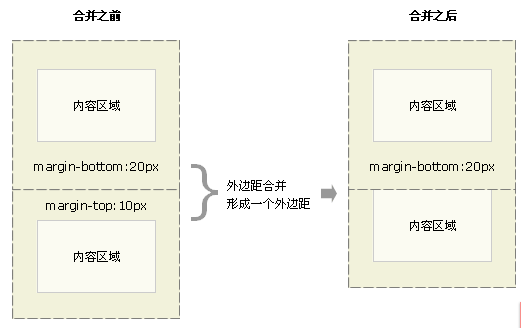 合并之前
合并之后
内容区域
内容区域
margin-bottom:20px
margin-bottom:20px
外边距合并
形成一个外边距
margin-top:10px
内容区域
内容区域